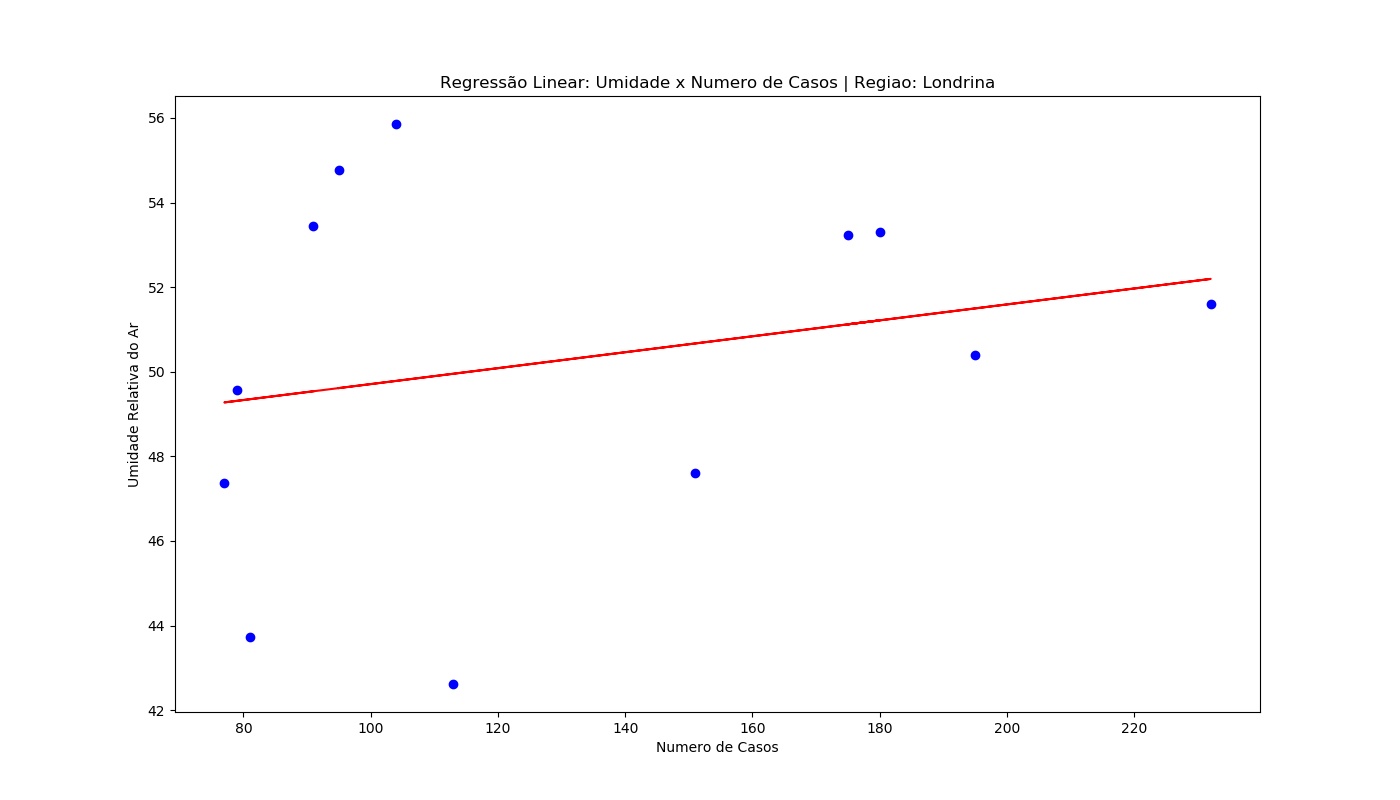 Regressão Linear: Umidade x Numero de Casos | Regiao: Londrina
56
54
52
50
48
46
44
42
Umidade Relativa do Ar
80 100 120 140 160 180 200 220
Numero de Casos